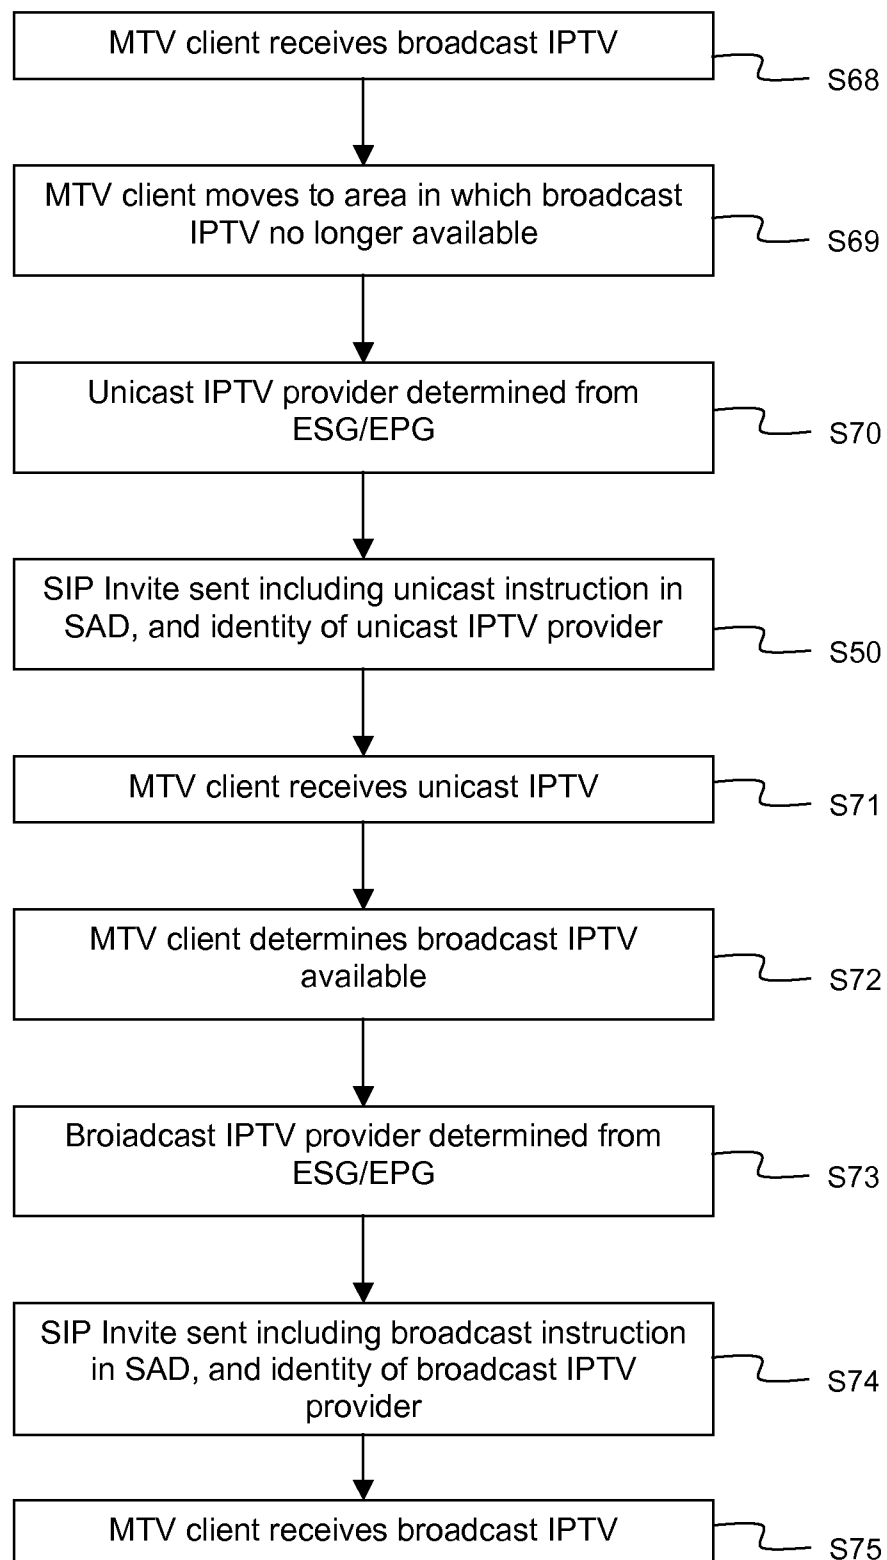 MTV client receives broadcast IPTV
S68
MTV client moves to area in which broadcast
IPTV no longer available
S69
Unicast IPTV provider determined from
ESG/EPG
S70
SIP Invite sent including unicast instruction in
SAD, and identity of unicast IPTV provider
S50
MTV client receives unicast IPTV
S71
MTV client determines broadcast IPTV
available
S72
Broiadcast IPTV provider determined from
ESG/EPG
S73
SIP Invite sent including broadcast instruction
in SAD, and identity of broadcast IPTV
provider
S74
MTV client receives broadcast IPTV
S75